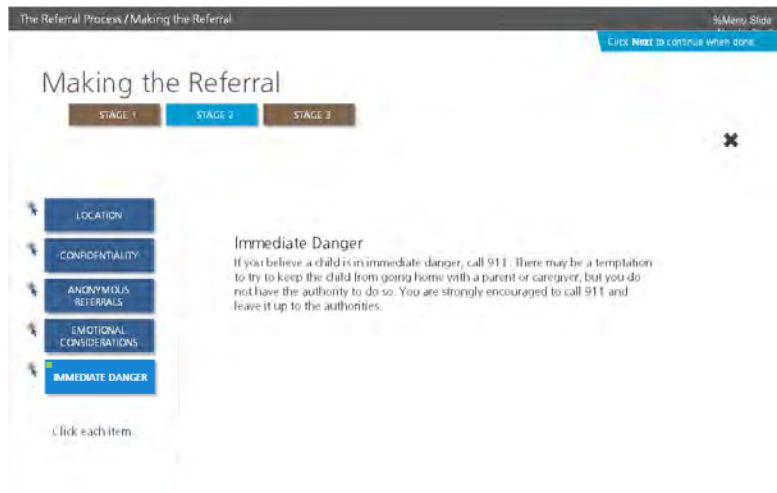 The Referral Process / Making the Referral
%Menu Slide
Click Next to continue when done.
Making the Referral
STAGE 1
STAGE 2
STAGE 3
LOCATION
CONFIDENTIALITY
ANONYMOUS
REFERRALS
EMOTIONAL
CONSIDERATIONS
IMMEDIATE DANGER
Click each item.
Immediate Danger
If you believe a child is in immediate danger, call 911. There may be a temptation
to try to keep the child from going home with a parent or caregiver, but you do
not have the authority to do so. You are strongly encouraged to call 911 and
leave it up to the authorities.